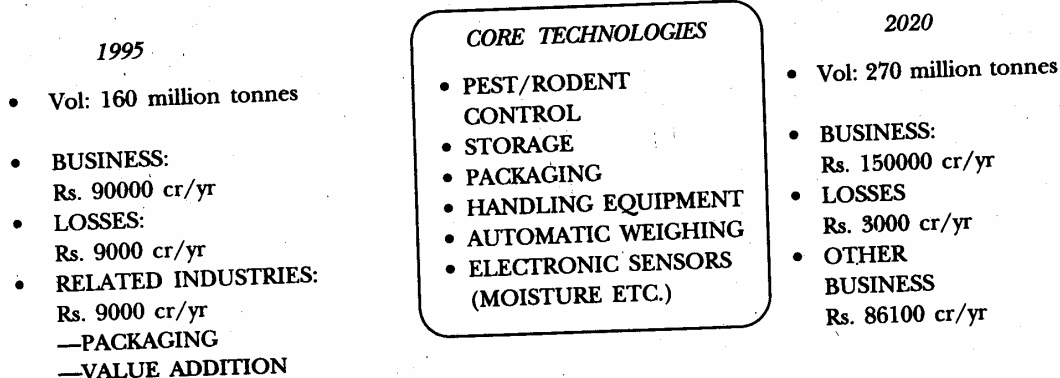 1995
• Vol: 160 million tonnes
• BUSINESS:
Rs. 90000 cr/yr
• LOSSES:
Rs. 9000 cr/yr
• RELATED INDUSTRIES:
Rs. 9000 cr/yr
—PACKAGING
—VALUE ADDITION
CORE TECHNOLOGIES
• PEST/RODENT
CONTROL
• STORAGE
• PACKAGING
• HANDLING EQUIPMENT
• AUTOMATIC WEIGHING
• ELECTRONIC SENSORS
(MOISTURE ETC.)
2020
• Vol: 270 million tonnes
• BUSINESS:
Rs. 150000 cr/yr
• LOSSES
Rs. 3000 cr/yr
• OTHER
BUSINESS
Rs. 86100 cr/yr